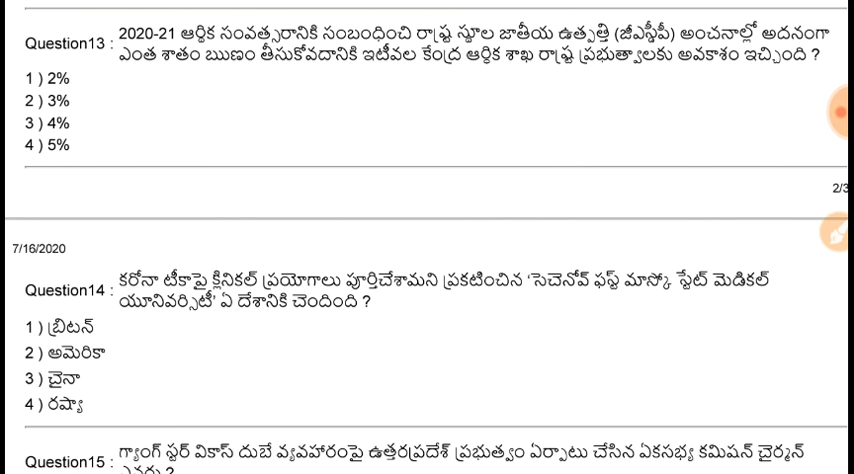 Question13 : 2020-21 ఆర్థిక సంవత్సరానికి సంబంధించి రాష్ట్ర స్థూల జాతీయ ఉత్పత్తి (జీఎస్డీపీ) అంచనాల్లో అదనంగా
ఎంత శాతం ఋణం తీసుకోవడానికి ఇటీవల కేంద్ర ఆర్థిక శాఖ రాష్ట్ర ప్రభుత్వాలకు అవకాశం ఇచ్చింది ?
1 ) 2%
2 ) 3%
3 ) 4%
4 ) 5%
2/3
7/16/2020
Question14 : కరోనా టీకాపై క్లినికల్ ప్రయోగాలు పూర్తిచేశామని ప్రకటించిన ‘సెచెనోవ్ ఫస్ట్ మాస్కో స్టేట్ మెడికల్
యూనివర్సిటీ’ ఏ దేశానికి చెందింది ?
1 ) బ్రిటన్
2 ) అమెరికా
3 ) చైనా
4 ) రష్యా
Question15 : గ్యాంగ్ స్టర్ వికాస్ దుబే వ్యవహారంపై ఉత్తరప్రదేశ్ ప్రభుత్వం ఏర్పాటు చేసిన ఏకసభ్య కమిషన్ చైర్మన్